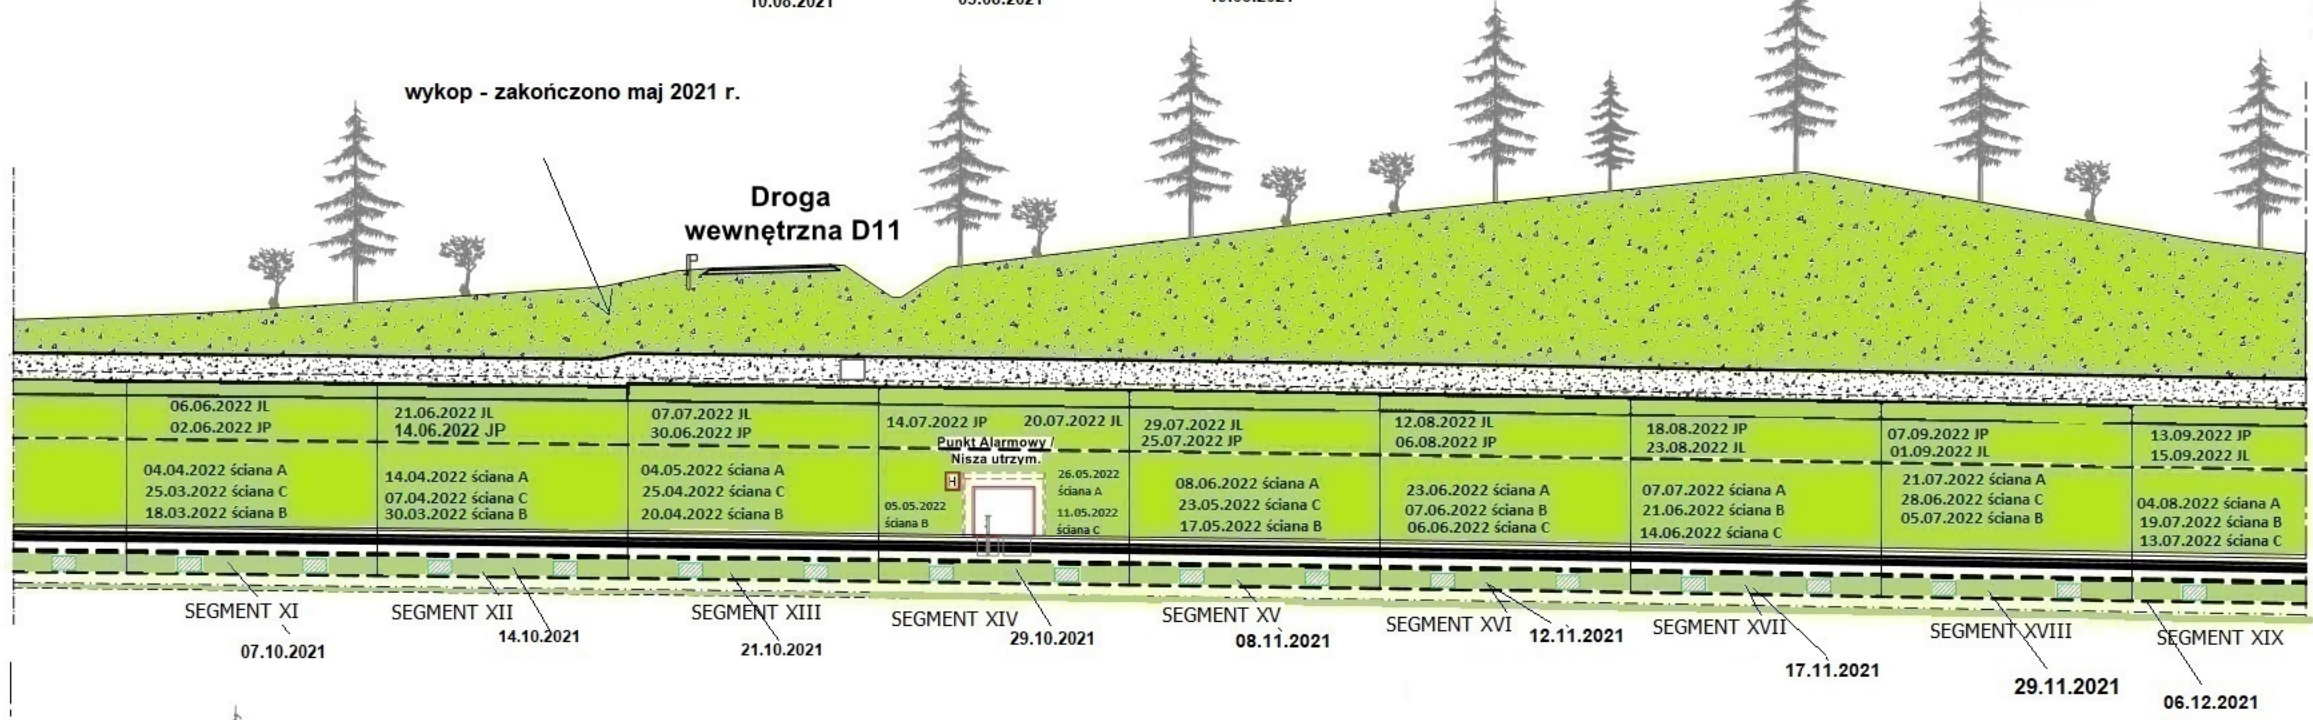 10.08.2021
wykop - zakończono maj 2021 r.
Droga
wewnętrzna D11
06.06.2022 JL
02.06.2022 JP
04.04.2022 ściana A
25.03.2022 ściana C
18.03.2022 ściana B
21.06.2022 JL
14.06.2022 JP
14.04.2022 ściana A
07.04.2022 ściana C
30.03.2022 ściana B
07.07.2022 JL
30.06.2022 JP
04.05.2022 ściana A
25.04.2022 ściana C
20.04.2022 ściana B
14.07.2022 JP
20.07.2022 JL
Punkt Alarmowy /
Nisza utrzym.
H
05.05.2022
ściana B
26.05.2022
ściana A
11.05.2022
ściana C
29.07.2022 JL
25.07.2022 JP
08.06.2022 ściana A
23.05.2022 ściana C
17.05.2022 ściana B
12.08.2022 JL
06.08.2022 JP
23.06.2022 ściana A
07.06.2022 ściana B
06.06.2022 ściana C
18.08.2022 JP
23.08.2022 JL
07.07.2022 ściana A
21.06.2022 ściana B
14.06.2022 ściana C
07.09.2022 JP
01.09.2022 JL
21.07.2022 ściana A
28.06.2022 ściana C
05.07.2022 ściana B
13.09.2022 JP
15.09.2022 JL
04.08.2022 ściana A
19.07.2022 ściana B
13.07.2022 ściana C
SEGMENT XI
07.10.2021
SEGMENT XII
14.10.2021
SEGMENT XIII
21.10.2021
SEGMENT XIV
29.10.2021
SEGMENT XV
08.11.2021
SEGMENT XVI
12.11.2021
SEGMENT XVII
17.11.2021
SEGMENT XVIII
29.11.2021
SEGMENT XIX
06.12.2021